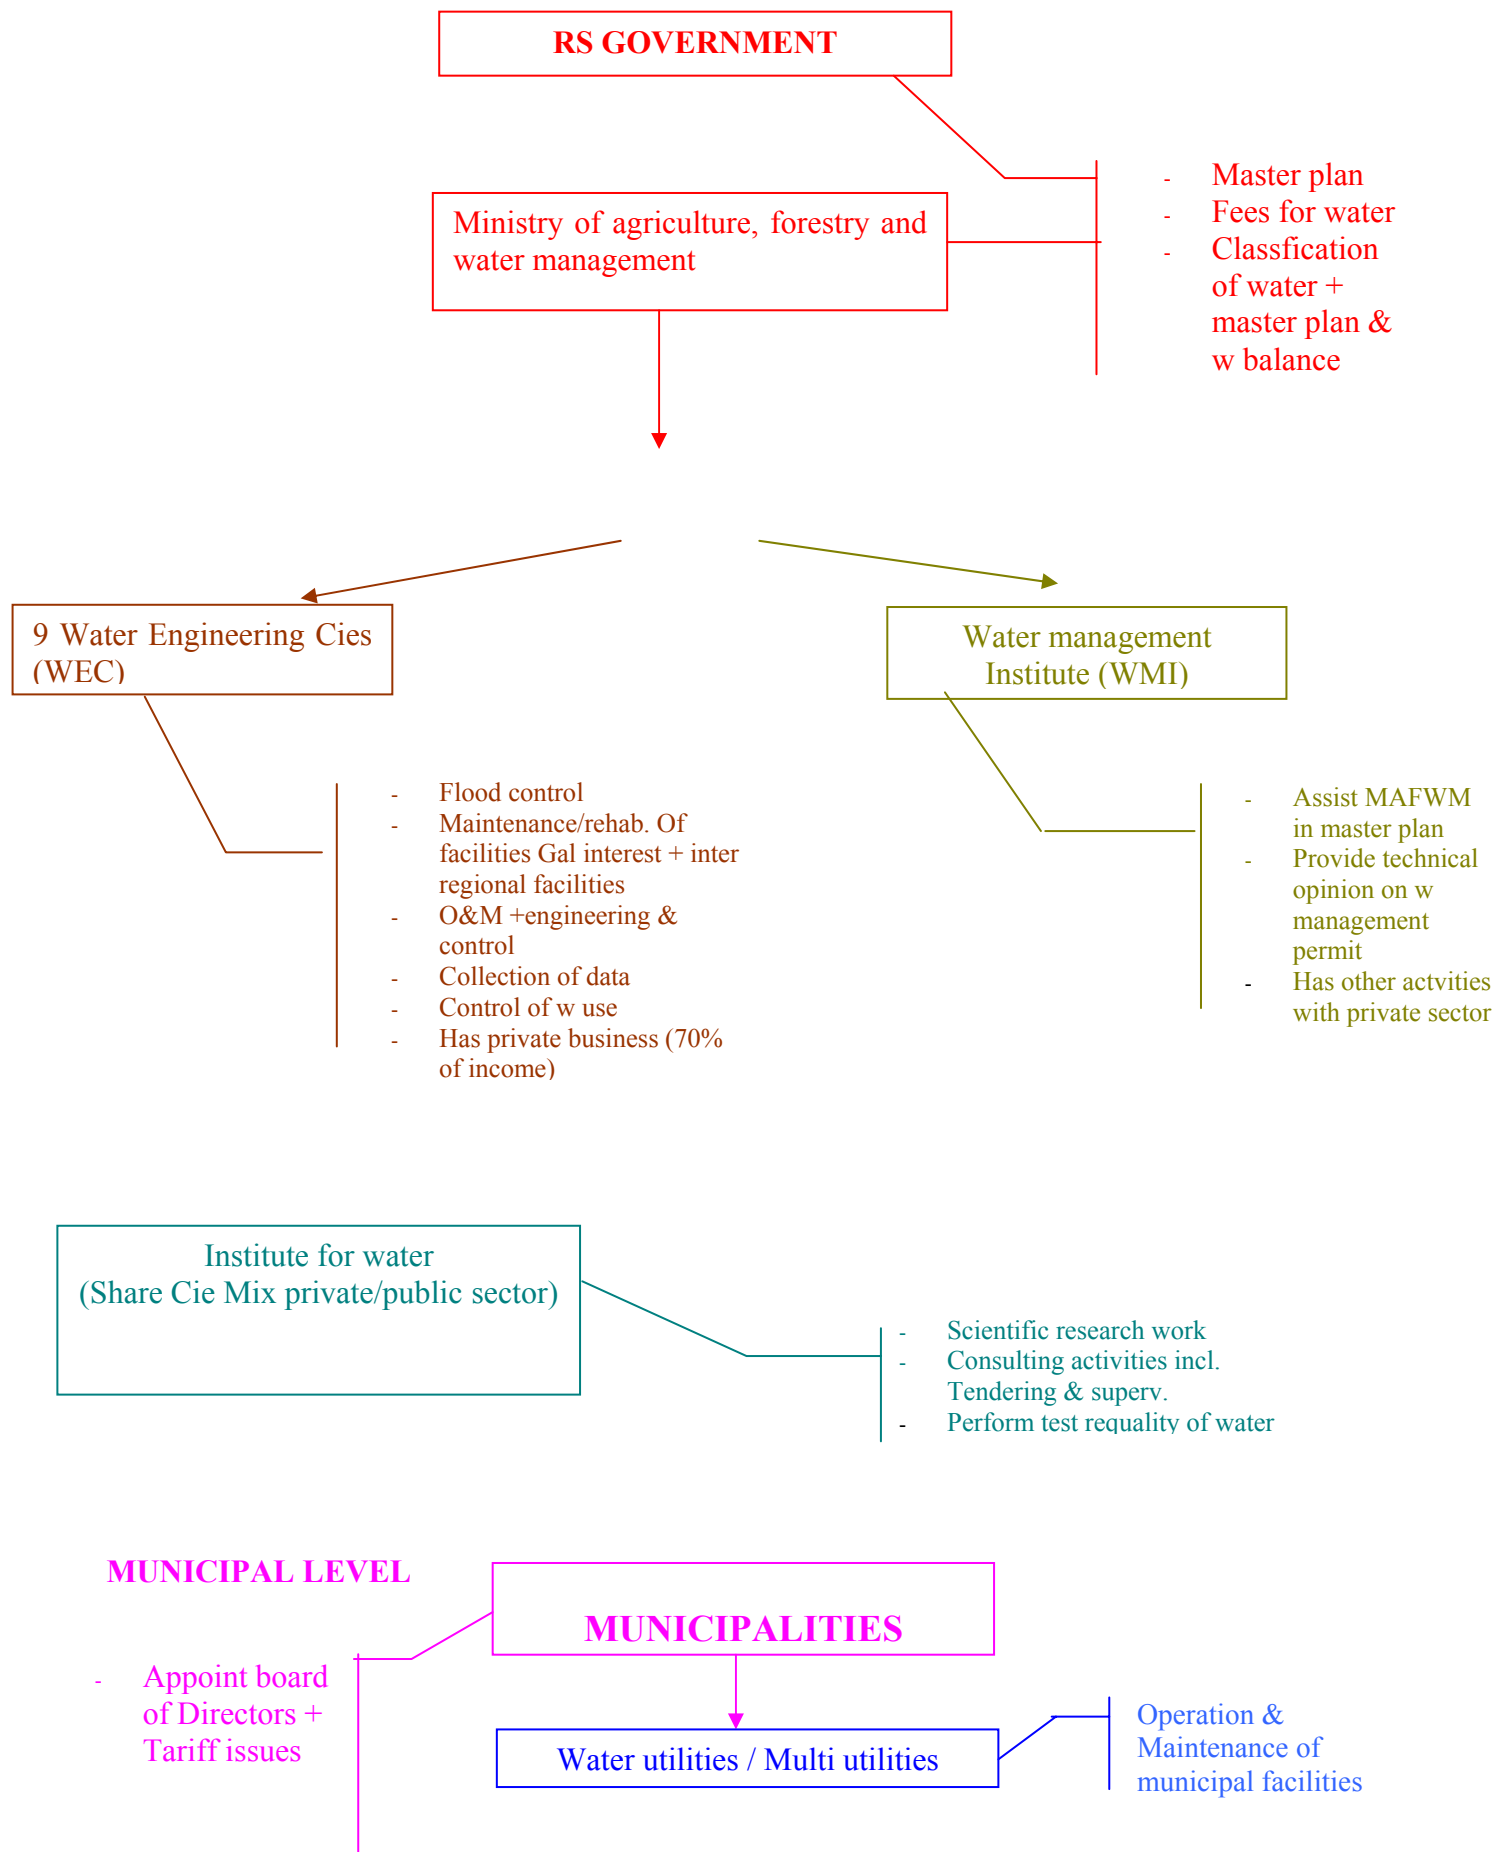 RS GOVERNMENT
- Master plan
- Fees for water
- Classfication
of water +
master plan &
w balance
Ministry of agriculture, forestry and
water management
9 Water Engineering Cies
(WEC)
Water management
Institute (WMI)
- Flood control
- Maintenance/rehab. Of
facilities Gal interest + inter
regional facilities
- O&M +engineering &
control
- Collection of data
- Control of w use
- Has private business (70%
of income)
- Assist MAFWM
in master plan
- Provide technical
opinion on w
management
permit
- Has other actvities
with private sector
Institute for water
(Share Cie Mix private/public sector)
- Scientific research work
- Consulting activities incl.
Tendering & superv.
- Perform test requality of water
MUNICIPAL LEVEL
MUNICIPALITIES
- Appoint board
of Directors +
Tariff issues
Water utilities / Multi utilities
Operation &
Maintenance of
municipal facilities